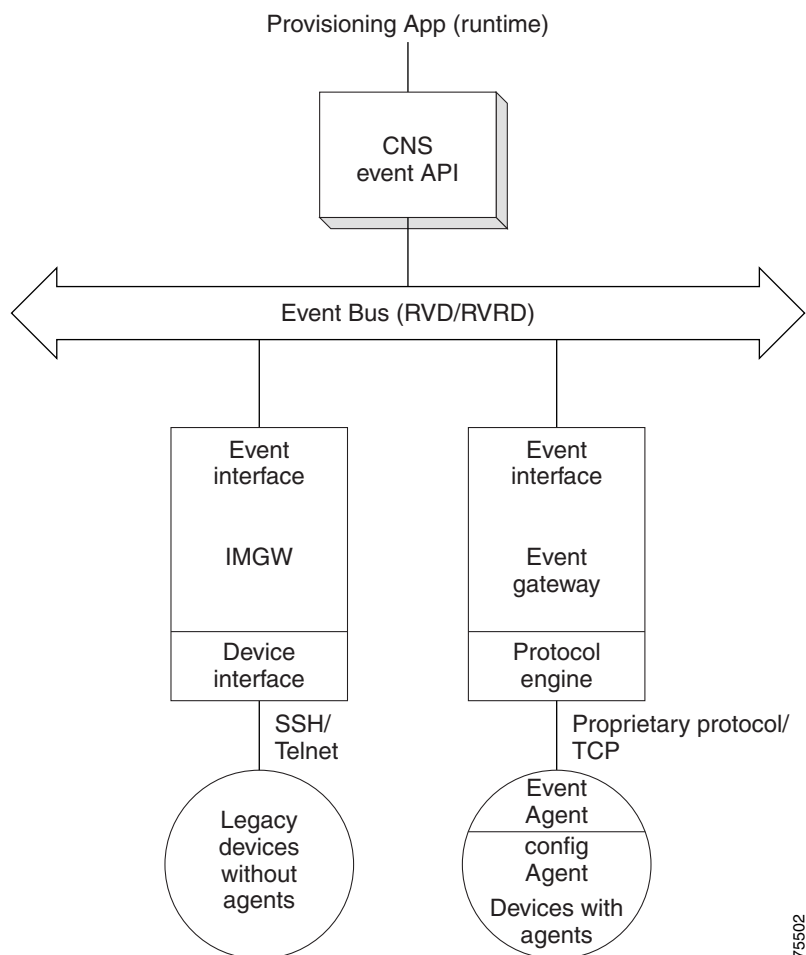 Provisioning App (runtime)
CNS
event API
Event Bus (RVD/RVRD)
Event
interface
IMGW
Device
interface
SSH/
Telnet
Legacy
devices
without
agents
Event
interface
Event
gateway
Protocol
engine
Proprietary protocol/
TCP
Event
Agent
config
Agent
Devices with
agents
75502